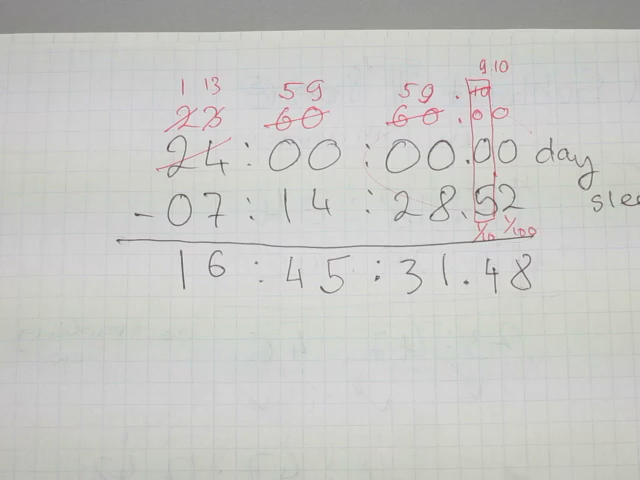 9 10
1 13 59 59 . 10
23 60 60 . 0 0
24 : 00 : 00.00 day
- 07 : 14 : 28.52
1/10 1/100
16 : 45 : 31.48